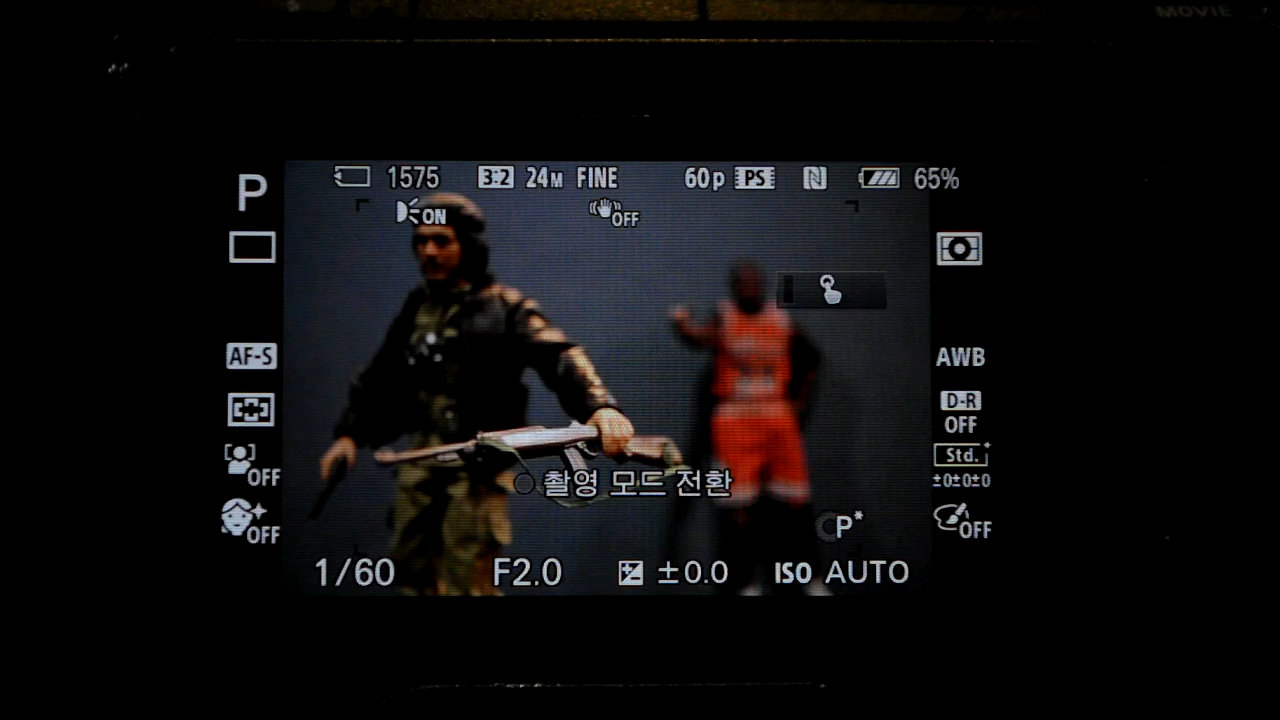 MOVIE
P
1575 3:2 24M FINE 60p PS N 65%
ON OFF
AF-S AWB
D-R
OFF
Std.
OFF ±0±0±0
촬영 모드 전환
OFF P* OFF
1/60 F2.0 ±0.0 ISO AUTO